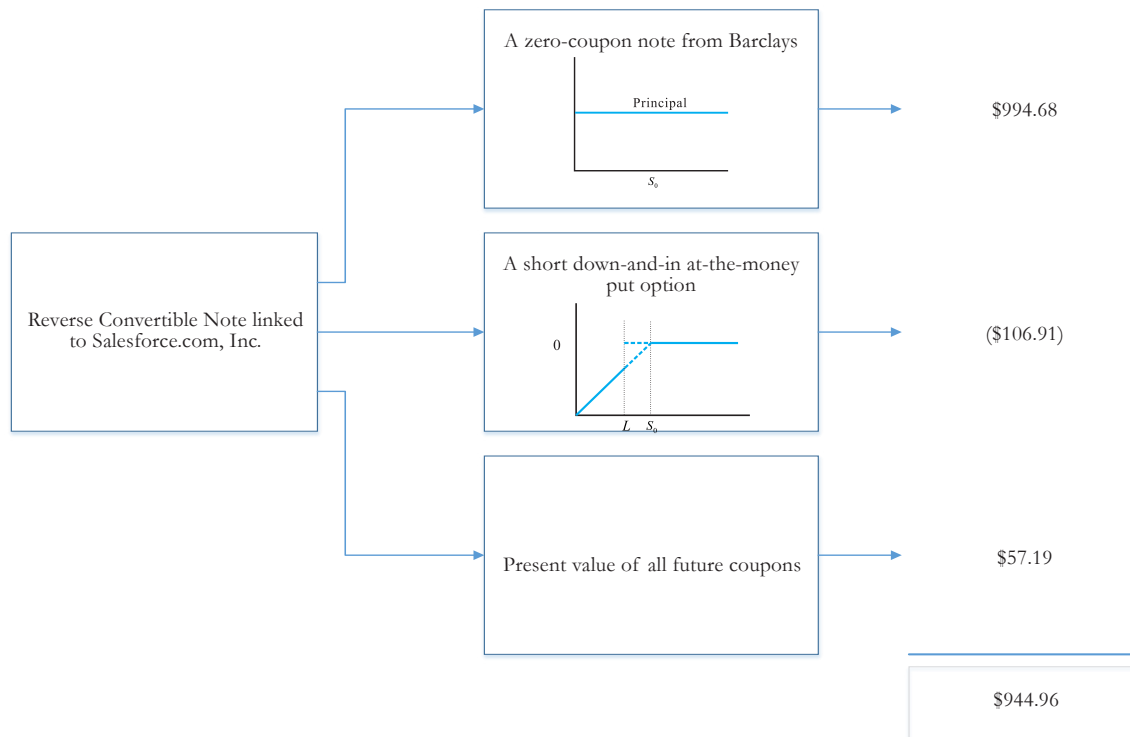 A zero-coupon note from Barclays
Principal
S₀
$994.68
Reverse Convertible Note linked
to Salesforce.com, Inc.
A short down-and-in at-the-money
put option
0
L S₀
($106.91)
Present value of all future coupons
$57.19
$944.96